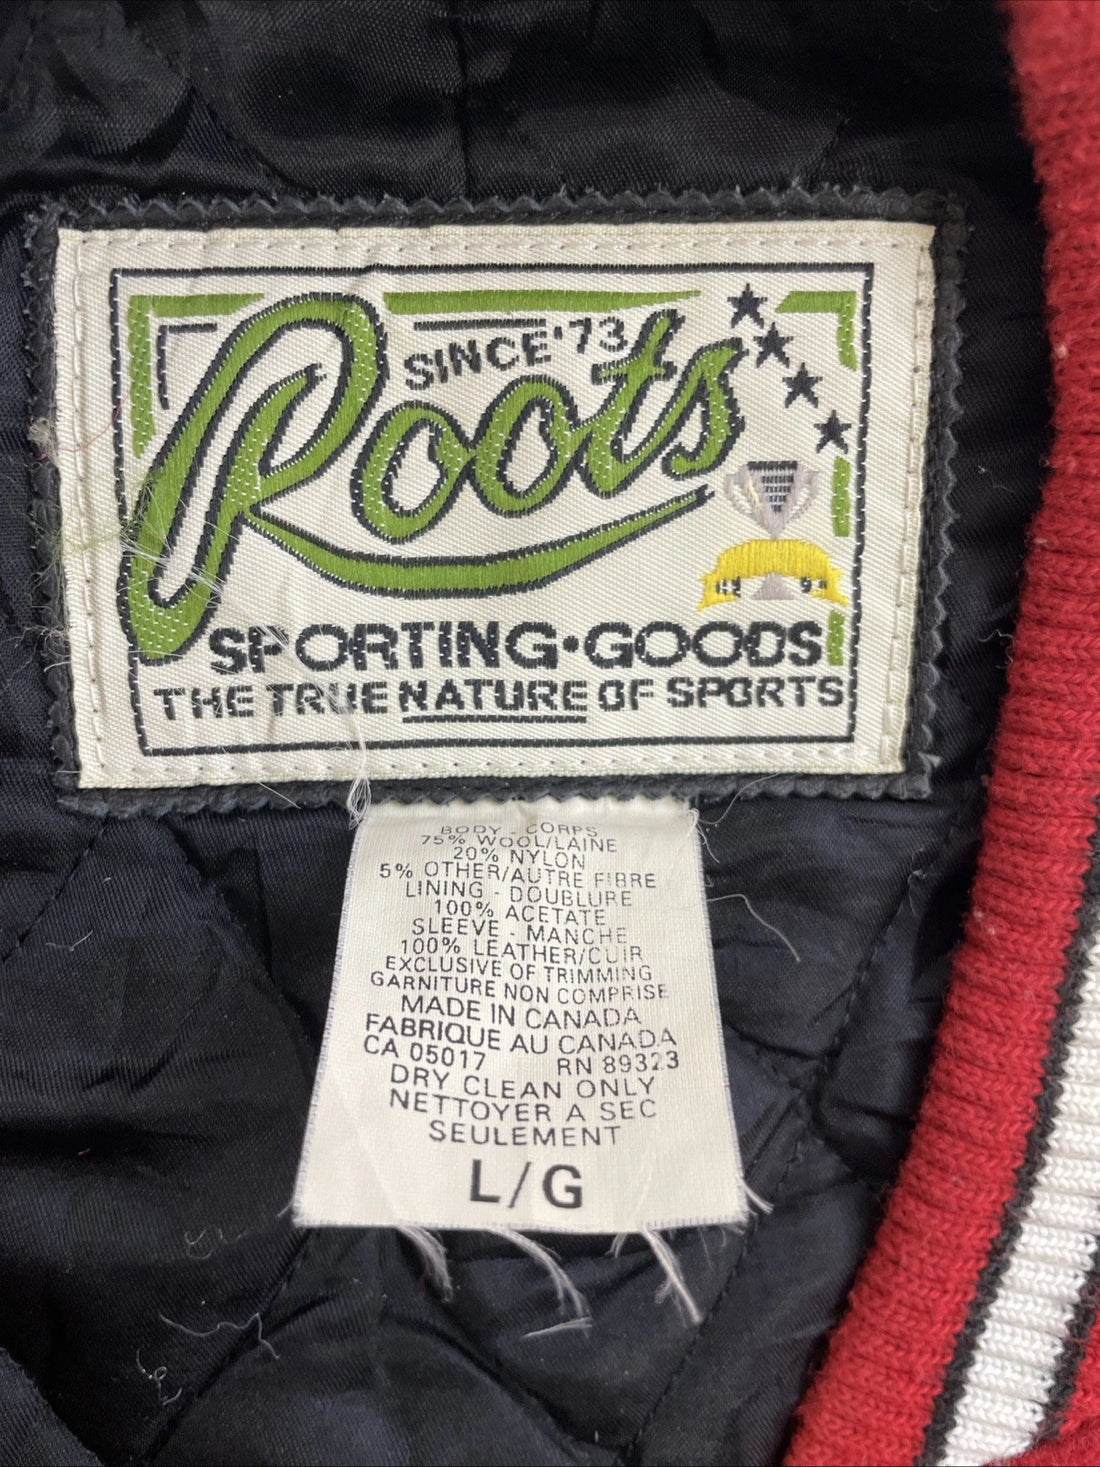 SINCE '73
Roots
SPORTING•GOODS
THE TRUE NATURE OF SPORTS
BODY - CORPS
75% WOOL/LAINE
20% NYLON
5% OTHER/AUTRE FIBRE
LINING - DOUBLURE
100% ACETATE
SLEEVE - MANCHE
100% LEATHER/CUIR
EXCLUSIVE OF TRIMMING
GARNITURE NON COMPRISE
MADE IN CANADA
FABRIQUE AU CANADA
CA 05017 RN 89323
DRY CLEAN ONLY
NETTOYER A SEC
SEULEMENT
L/G